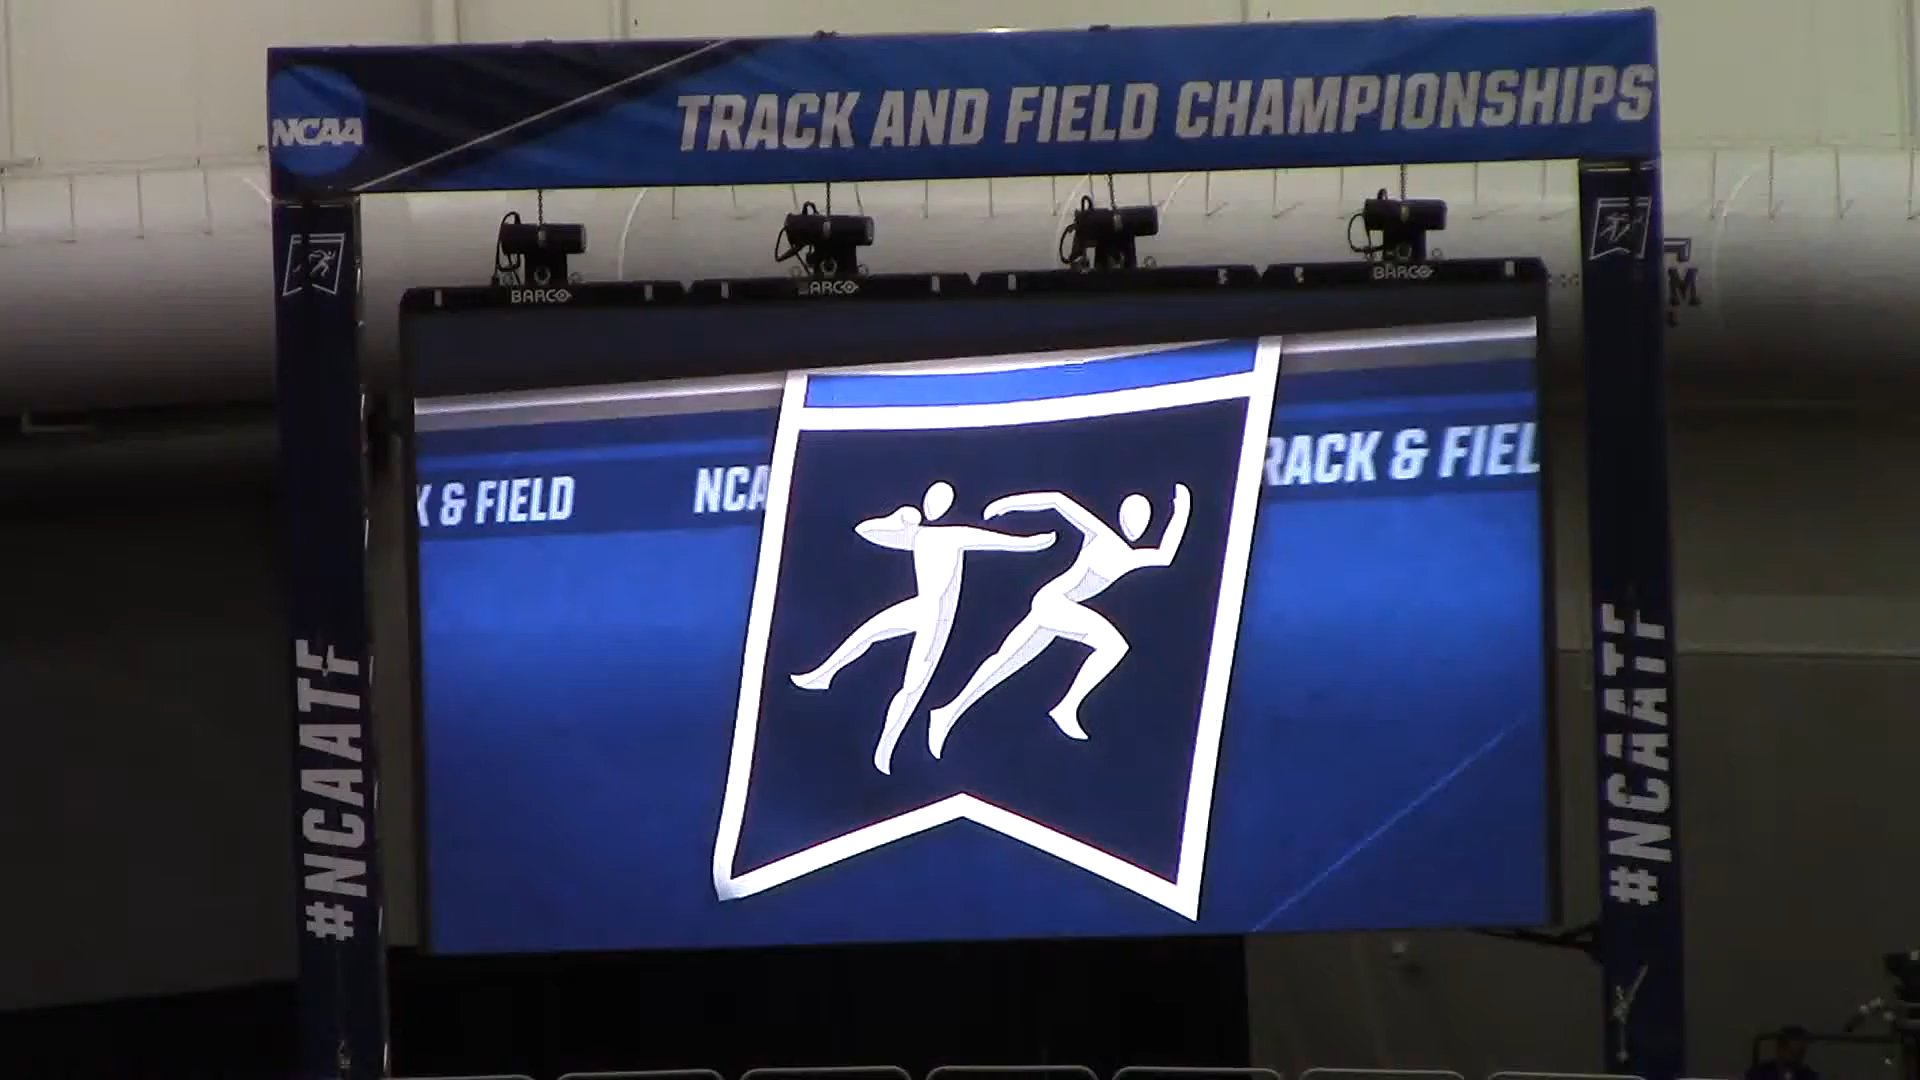 NCAA
TRACK AND FIELD CHAMPIONSHIPS
BARCO
BARCO
BARCO
K & FIELD
NCA
RACK & FIEL
#NCAATF
#NCAATF
M